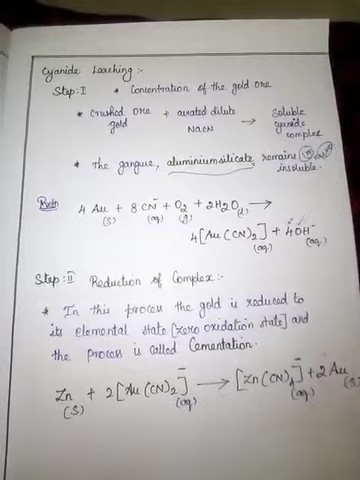 Cyanide Leaching :-
Step: I * Concentration of the gold ore
* Crushed ore + aerated dilute → Soluble
gold NaCN cyanide
complex
* The gangue, aluminium silicate, remains
insoluble.
Rxtn 4 Au + 8 CN⁻ + O₂ + 2H₂O(l) →
(s) (aq) (g)
4[Au(CN)₂]⁻ + 4OH⁻
(aq) (aq)
Step: II Reduction of Complex :-
* In this process the gold is reduced to
its elemental state [zero oxidation state] and
the process is called Cementation.
Zn + 2[Au(CN)₂]⁻ → [Zn(CN)₄]⁻ + 2Au
(s) (aq) (aq) (s)